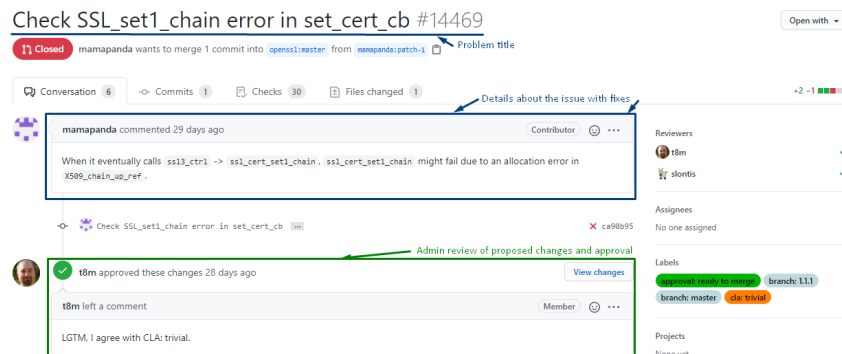 Check SSL_set1_chain error in set_cert_cb #14469
Open with
Closed
mamapanda wants to merge 1 commit into openssl:master from mamapanda:patch-i
Problem title
Conversation 6
Commits 1
Checks 30
Files changed 1
+2 −1
Details about the issue with fixes
mamapanda commented 29 days ago
Contributor
When it eventually calls ssl3_ctrl -> ssl_cert_set1_chain. ssl_cert_set1_chain might fail due to an allocation error in
X509_chain_up_ref.
Check SSL_set1_chain error in set_cert_cb
ca90b95
Admin review of proposed changes and approval
t8m approved these changes 28 days ago
View changes
t8m left a comment
Member
LGTM, I agree with CLA: trivial.
Reviewers
t8m
slontis
Assignees
No one assigned
Labels
approval: ready to merge
branch: 1.1.1
branch: master
cla: trivial
Projects
None yet